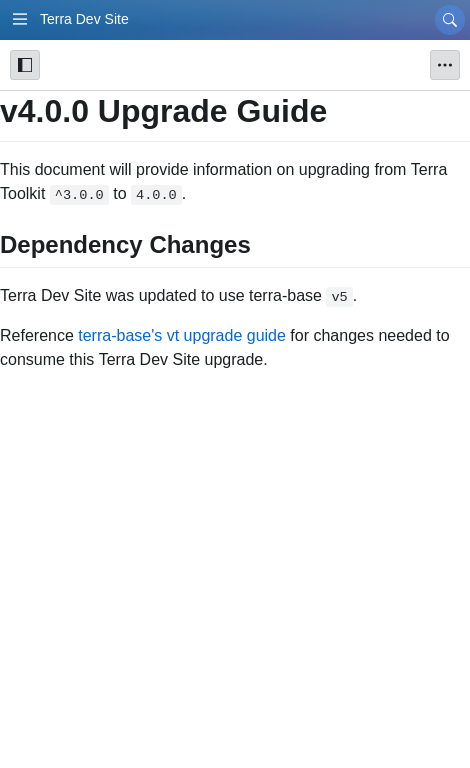 Terra Dev Site
v4.0.0 Upgrade Guide
This document will provide information on upgrading from Terra
Toolkit ^3.0.0 to 4.0.0.
Dependency Changes
Terra Dev Site was updated to use terra-base v5.
Reference terra-base's vt upgrade guide for changes needed to
consume this Terra Dev Site upgrade.